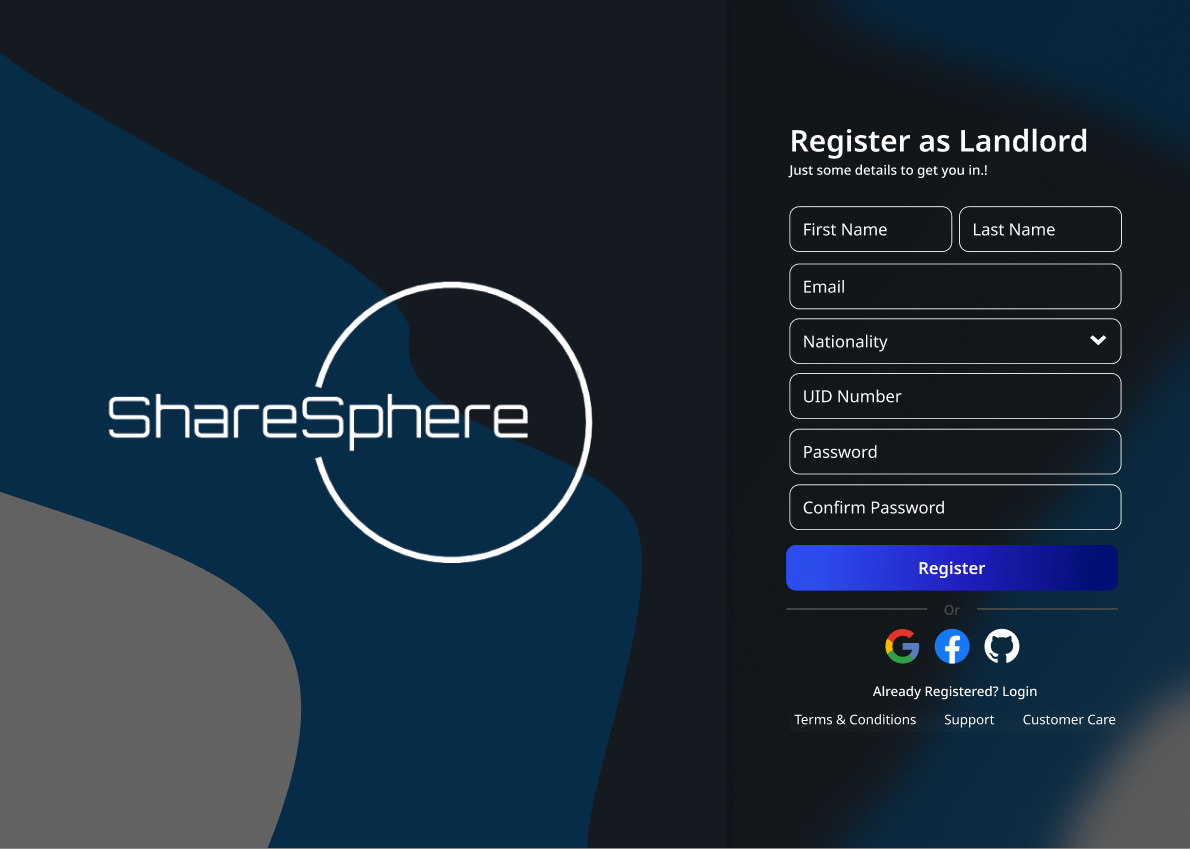 ShareSphere
Register as Landlord
Just some details to get you in.!
First Name Last Name
Email
Nationality
UID Number
Password
Confirm Password
Register
Or
Already Registered? Login
Terms & Conditions Support Customer Care